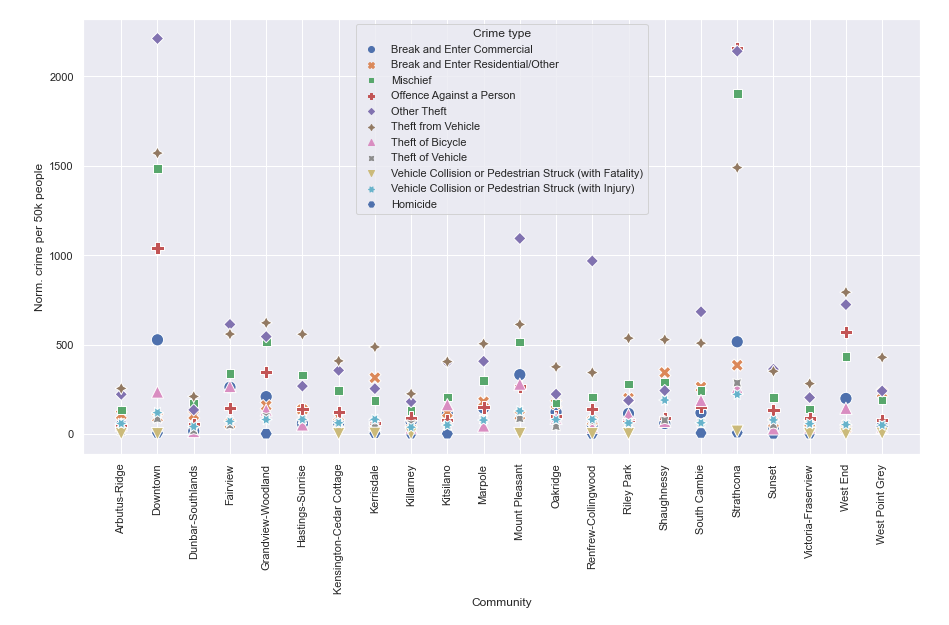 Crime type
Break and Enter Commercial
Break and Enter Residential/Other
Mischief
Offence Against a Person
Other Theft
Theft from Vehicle
Theft of Bicycle
Theft of Vehicle
Vehicle Collision or Pedestrian Struck (with Fatality)
Vehicle Collision or Pedestrian Struck (with Injury)
Homicide
Norm. crime per 50k people
2000
1500
1000
500
0
Arbutus-Ridge
Downtown
Dunbar-Southlands
Fairview
Grandview-Woodland
Hastings-Sunrise
Kensington-Cedar Cottage
Kerrisdale
Killarney
Kitsilano
Marpole
Mount Pleasant
Oakridge
Renfrew-Collingwood
Riley Park
Shaughnessy
South Cambie
Strathcona
Sunset
Victoria-Fraserview
West End
West Point Grey
Community